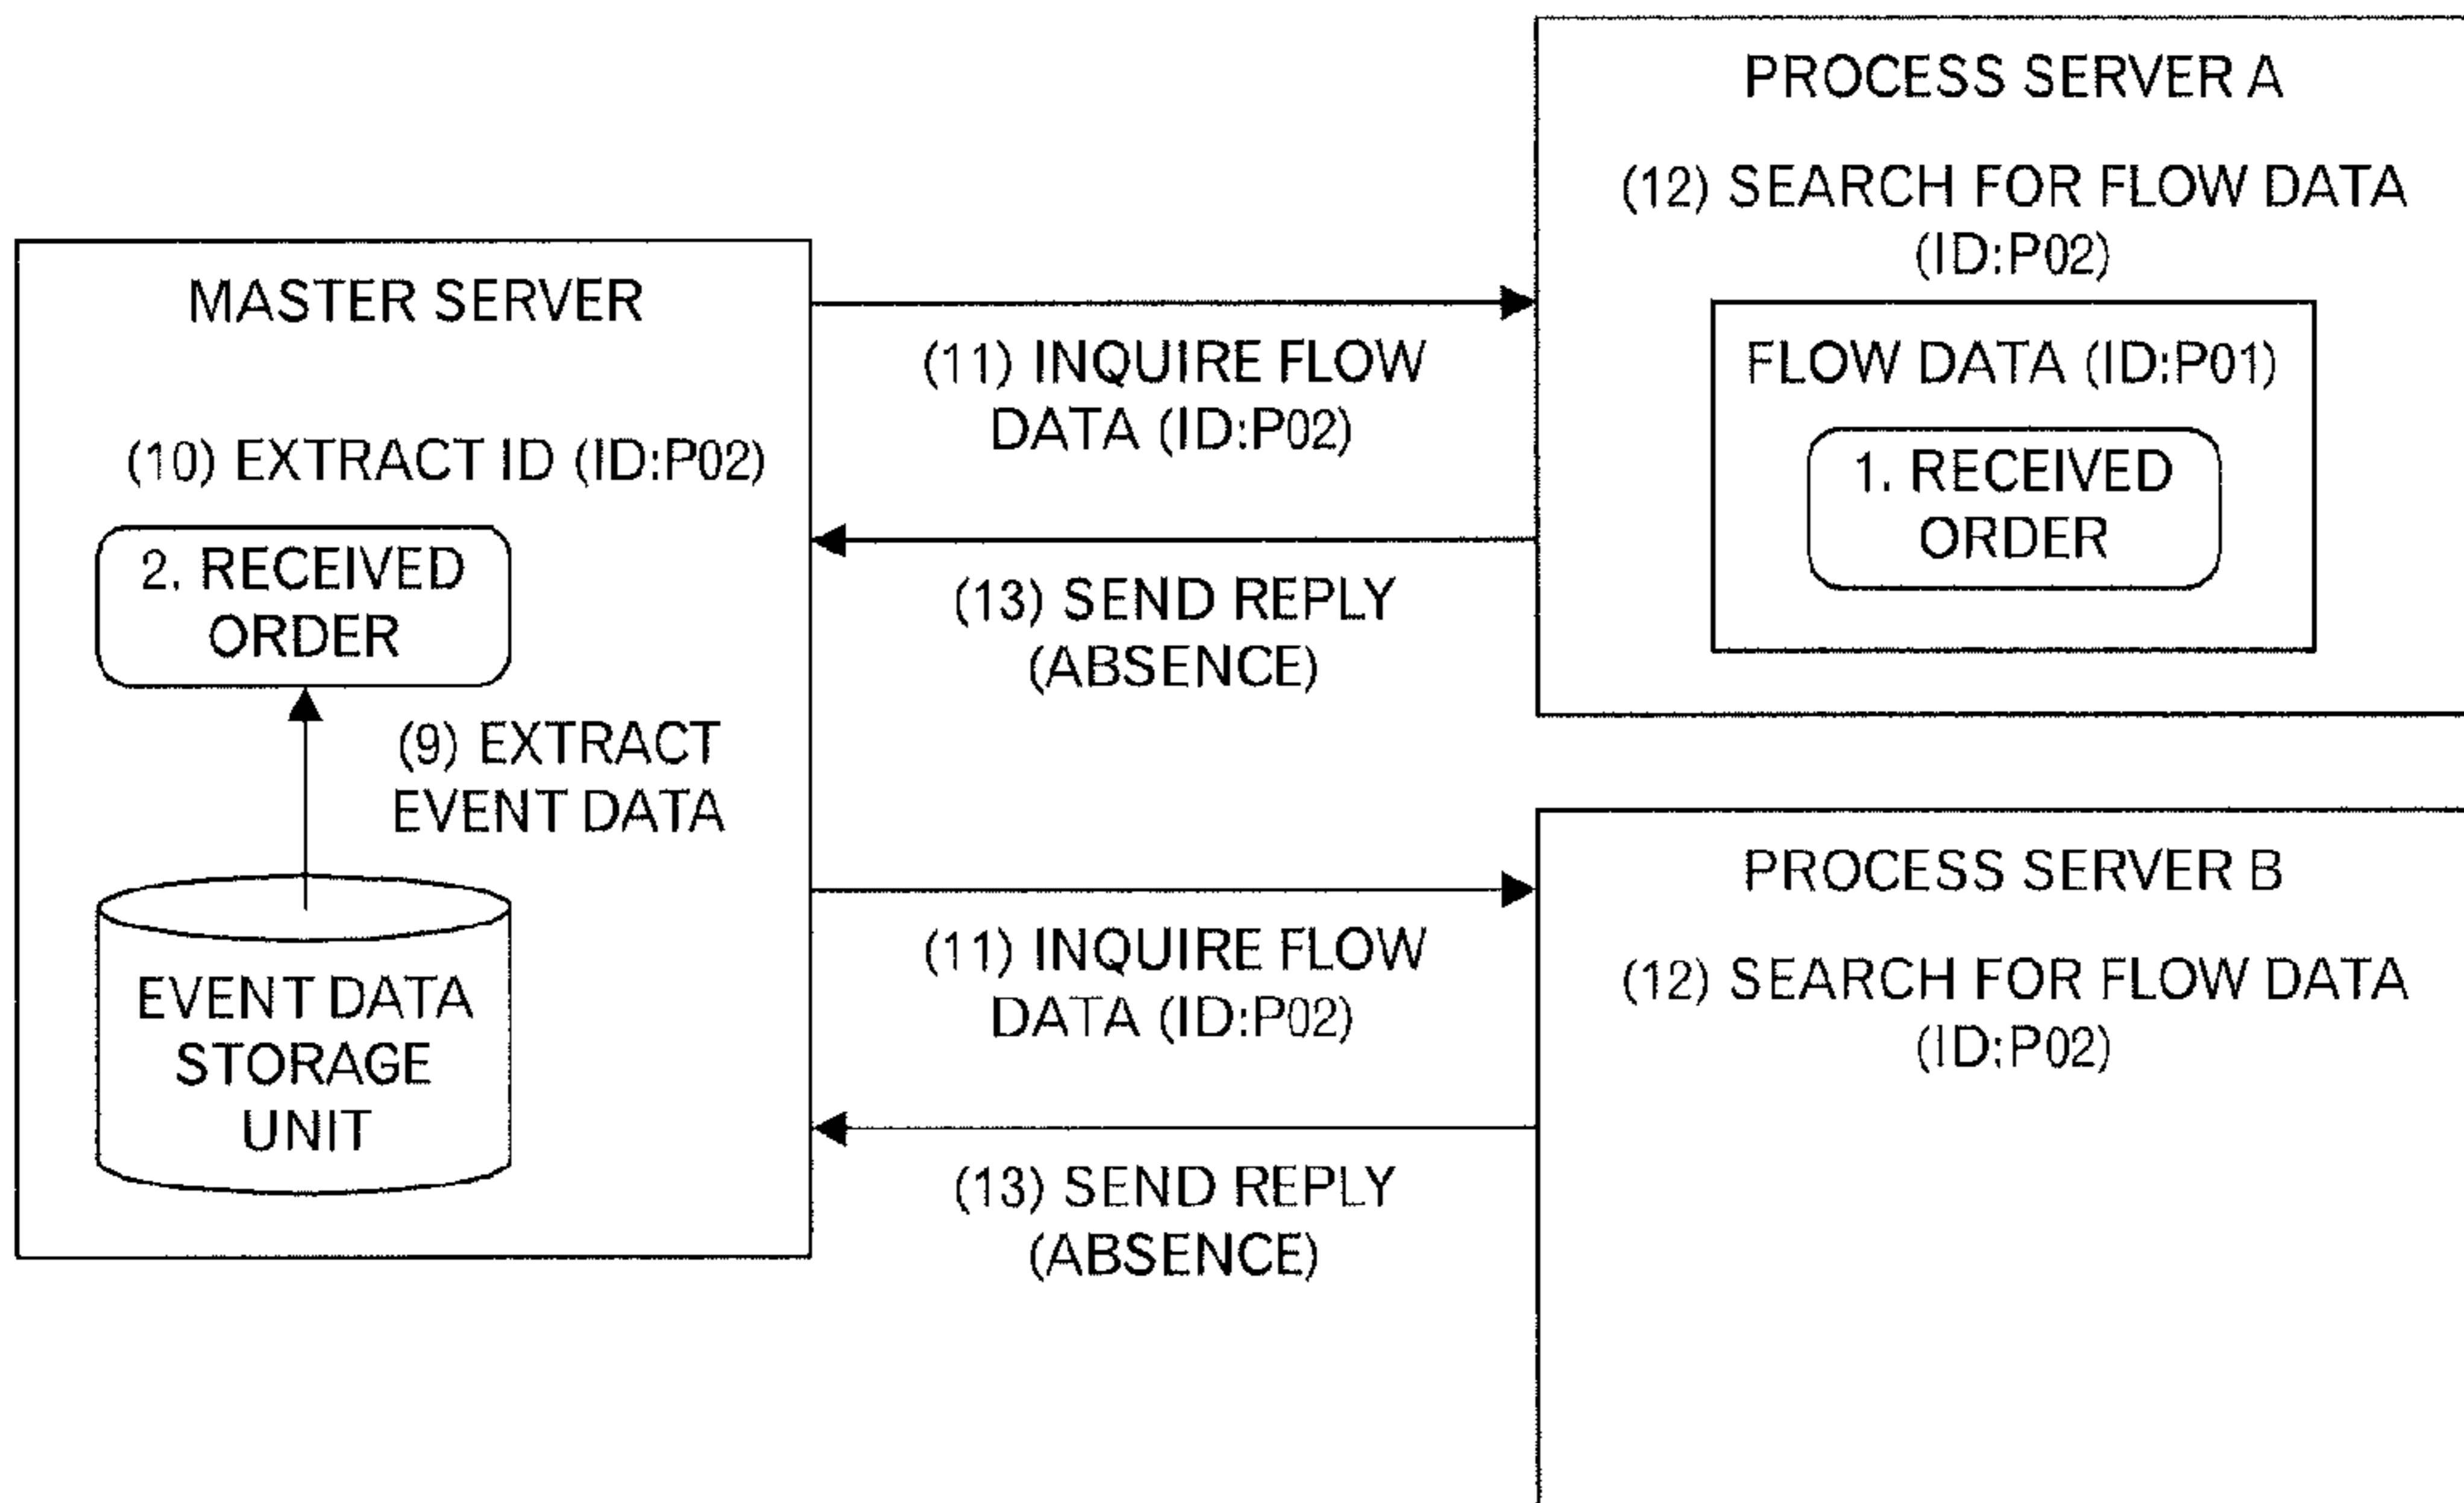 MASTER SERVER
(10) EXTRACT ID (ID:P02)
2. RECEIVED
ORDER
(9) EXTRACT
EVENT DATA
EVENT DATA
STORAGE
UNIT
(11) INQUIRE FLOW
DATA (ID:P02)
(13) SEND REPLY
(ABSENCE)
(11) INQUIRE FLOW
DATA (ID:P02)
(13) SEND REPLY
(ABSENCE)
PROCESS SERVER A
(12) SEARCH FOR FLOW DATA
(ID:P02)
FLOW DATA (ID:P01)
1. RECEIVED
ORDER
PROCESS SERVER B
(12) SEARCH FOR FLOW DATA
(ID:P02)